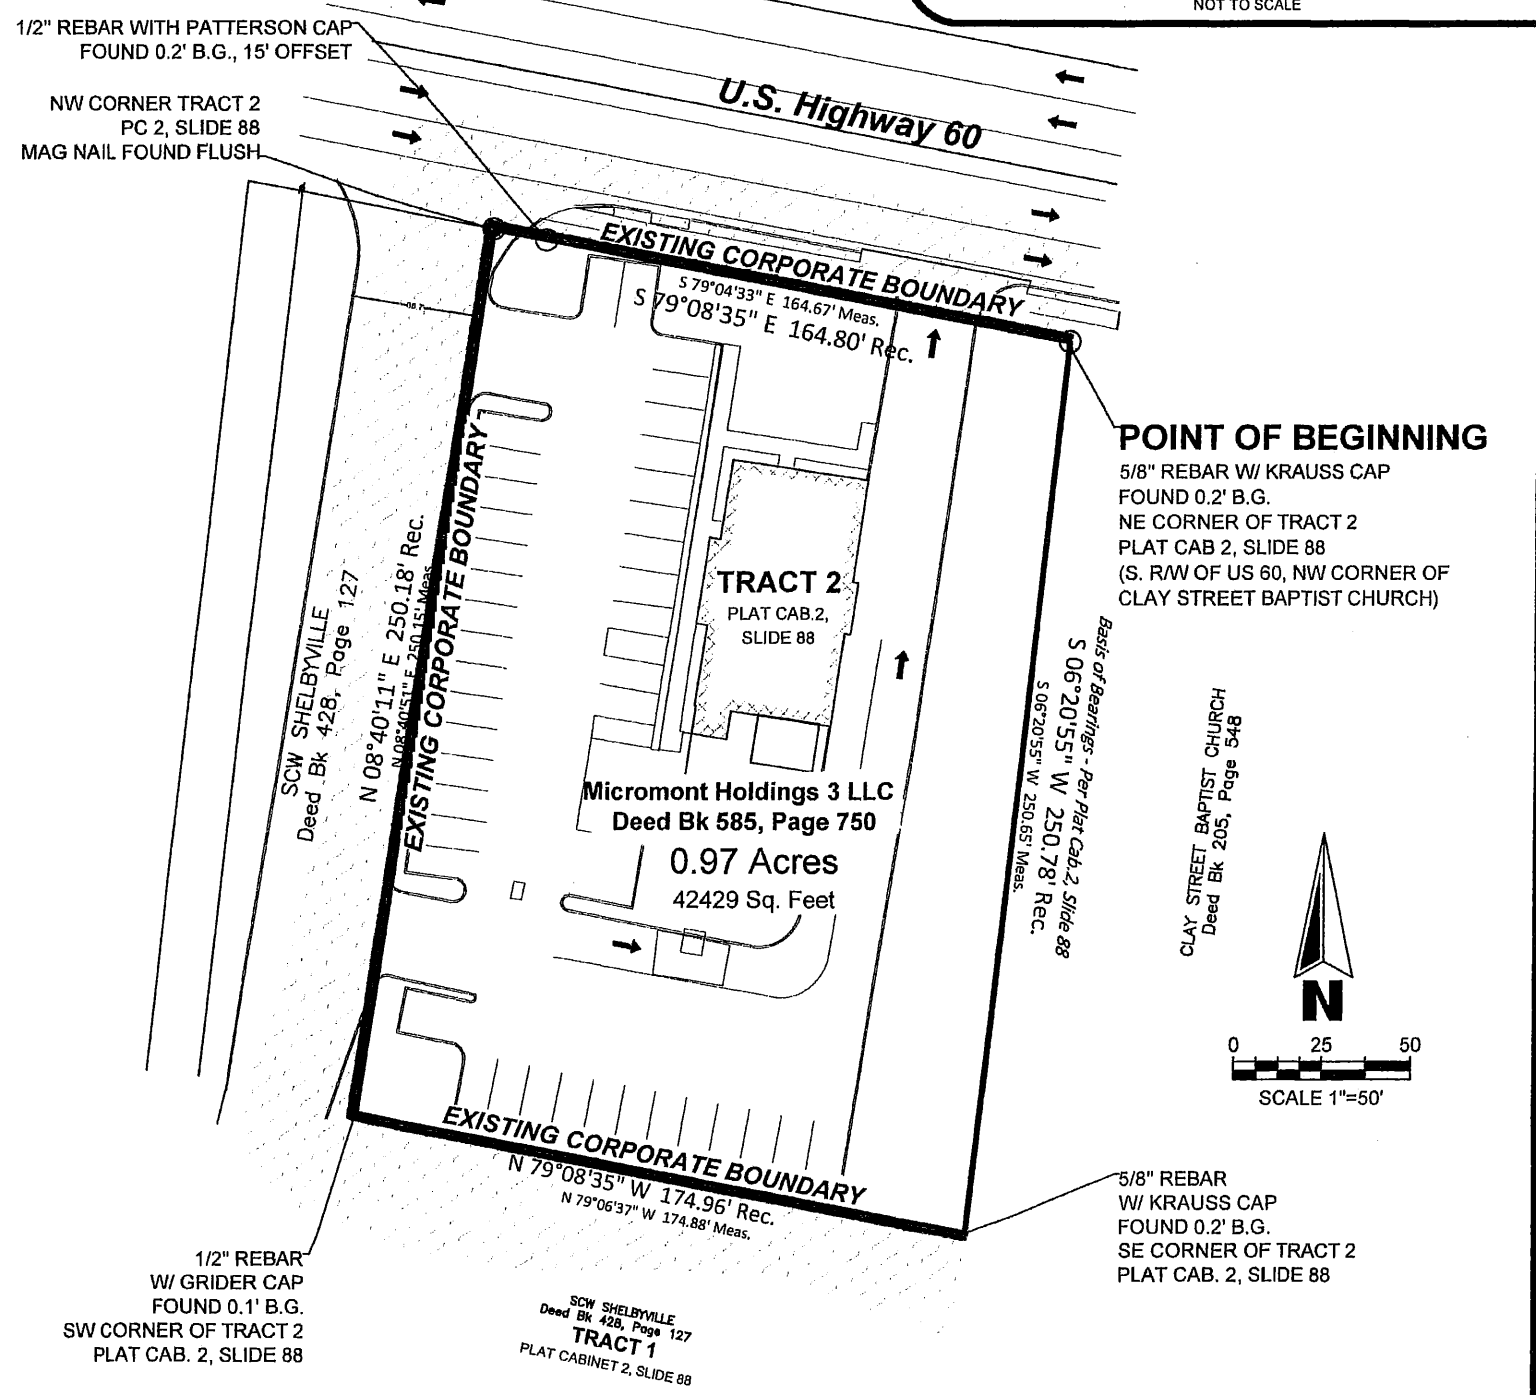 NOT TO SCALE
1/2" REBAR WITH PATTERSON CAP
FOUND 0.2' B.G., 15' OFFSET
NW CORNER TRACT 2
PC 2, SLIDE 88
MAG NAIL FOUND FLUSH
U.S. Highway 60
EXISTING CORPORATE BOUNDARY
S 79°04'33" E 164.67' Meas.
S 79°08'35" E 164.80' Rec.
POINT OF BEGINNING
5/8" REBAR W/ KRAUSS CAP
FOUND 0.2' B.G.
NE CORNER OF TRACT 2
PLAT CAB 2, SLIDE 88
(S. R/W OF US 60, NW CORNER OF
CLAY STREET BAPTIST CHURCH)
SCW SHELBYVILLE
Deed Bk 428, Page 127
N 08°40'11" E 250.18' Rec.
N 08°40'51" E 250.15' Meas.
EXISTING CORPORATE BOUNDARY
TRACT 2
PLAT CAB.2,
SLIDE 88
Micromont Holdings 3 LLC
Deed Bk 585, Page 750
0.97 Acres
42429 Sq. Feet
Basis of Bearings - Per Plat Cab.2, Slide 88
S 06°20'55" W 250.78' Rec.
S 06°20'55" W 250.65' Meas.
CLAY STREET BAPTIST CHURCH
Deed Bk 205, Page 548
N
0 25 50
SCALE 1"=50'
EXISTING CORPORATE BOUNDARY
N 79°08'35" W 174.96' Rec.
N 79°06'37" W 174.88' Meas.
5/8" REBAR
W/ KRAUSS CAP
FOUND 0.2' B.G.
SE CORNER OF TRACT 2
PLAT CAB. 2, SLIDE 88
1/2" REBAR
W/ GRIDER CAP
FOUND 0.1' B.G.
SW CORNER OF TRACT 2
PLAT CAB. 2, SLIDE 88
SCW SHELBYVILLE
Deed Bk 428, Page 127
TRACT 1
PLAT CABINET 2, SLIDE 88